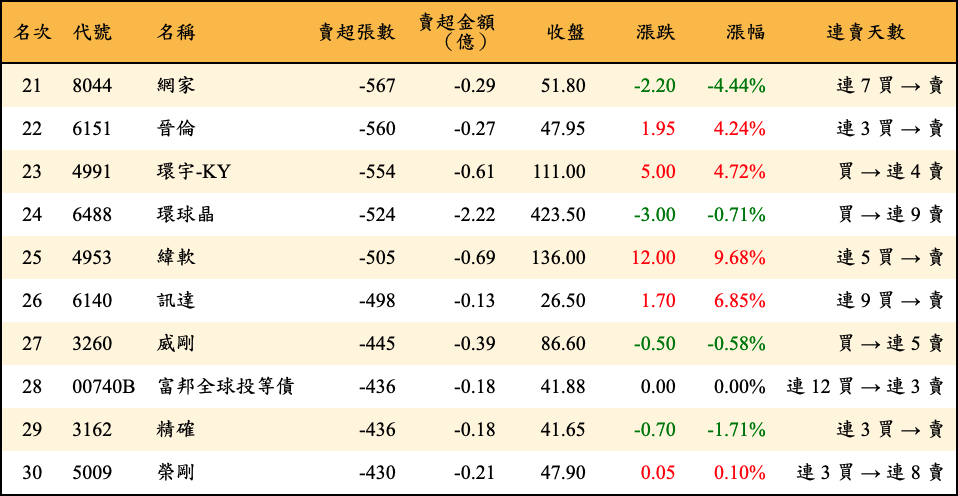 名次 代號 名稱 賣超張數 賣超金額（億） 收盤 漲跌 漲幅 連賣天數
21 8044 網家 -567 -0.29 51.80 -2.20 -4.44% 連 7 買 → 賣
22 6151 晉倫 -560 -0.27 47.95 1.95 4.24% 連 3 買 → 賣
23 4991 環宇-KY -554 -0.61 111.00 5.00 4.72% 買 → 連 4 賣
24 6488 環球晶 -524 -2.22 423.50 -3.00 -0.71% 買 → 連 9 賣
25 4953 緯軟 -505 -0.69 136.00 12.00 9.68% 連 5 買 → 賣
26 6140 訊達 -498 -0.13 26.50 1.70 6.85% 連 9 買 → 賣
27 3260 威剛 -445 -0.39 86.60 -0.50 -0.58% 買 → 連 5 賣
28 00740B 富邦全球投等債 -436 -0.18 41.88 0.00 0.00% 連 12 買 → 連 3 賣
29 3162 精確 -436 -0.18 41.65 -0.70 -1.71% 連 3 買 → 賣
30 5009 榮剛 -430 -0.21 47.90 0.05 0.10% 連 3 買 → 連 8 賣